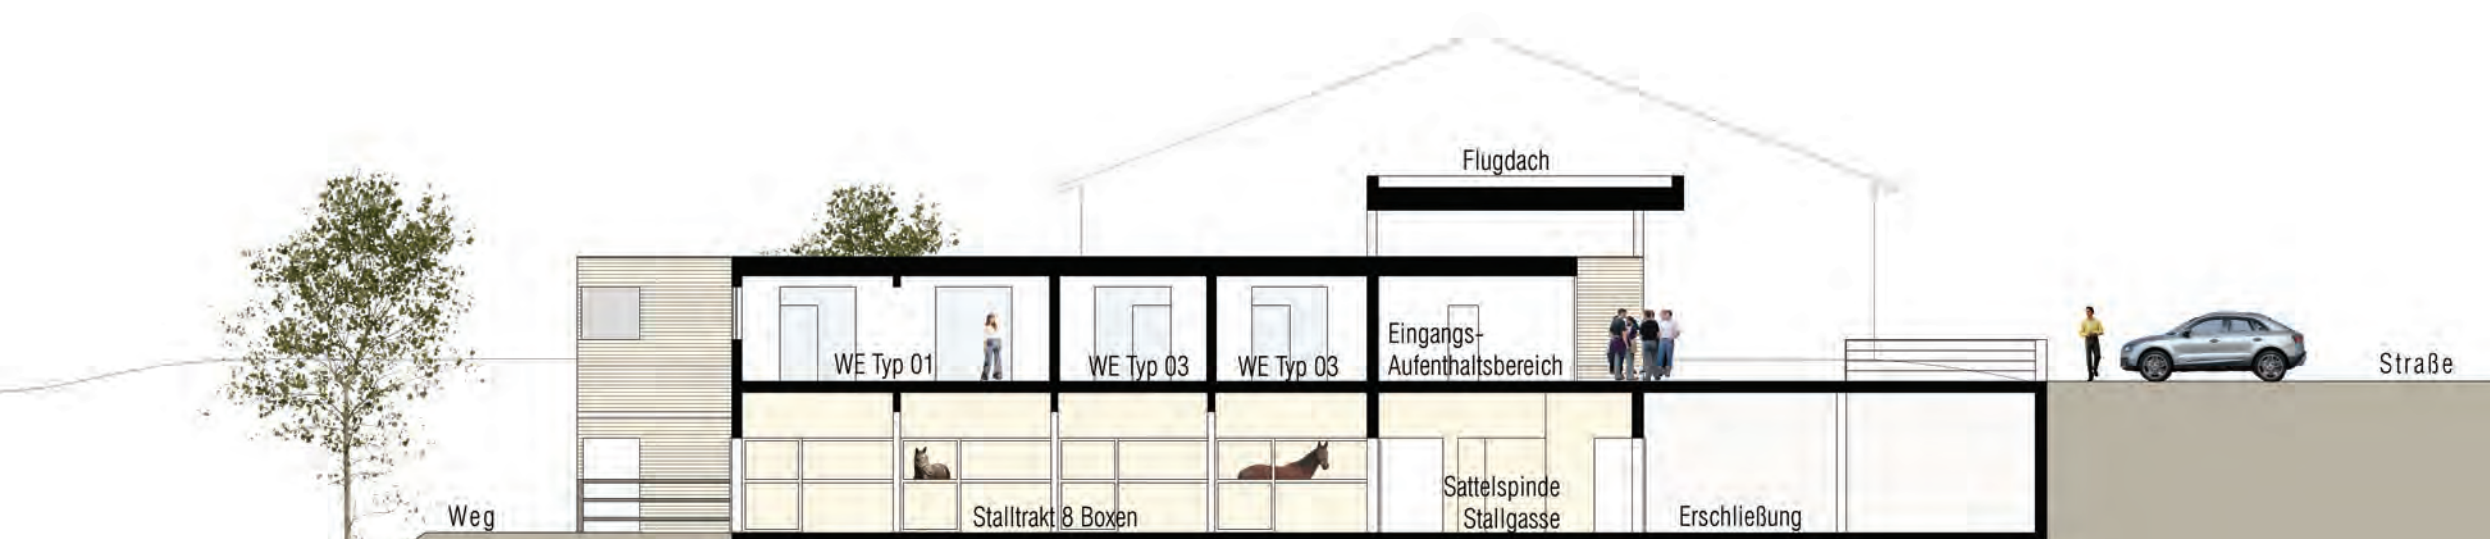 Flugdach
WE Typ 01
WE Typ 03
WE Typ 03
Eingangs-
Aufenthaltsbereich
Straße
Weg
Stalltrakt 8 Boxen
Sattelspinde
Stallgasse
Erschließung